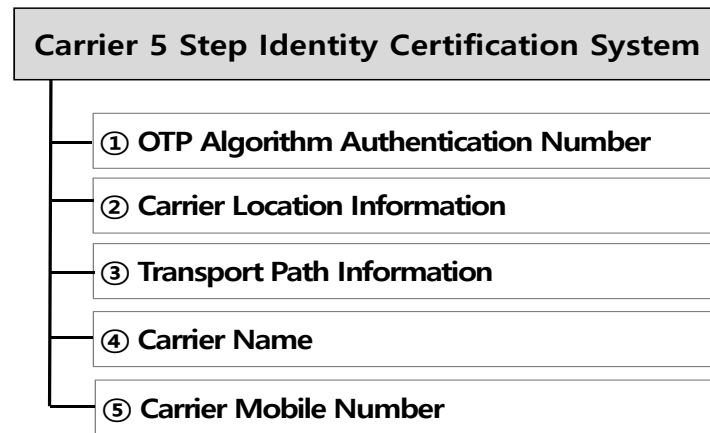 Carrier 5 Step Identity Certification System
① OTP Algorithm Authentication Number
② Carrier Location Information
③ Transport Path Information
④ Carrier Name
⑤ Carrier Mobile Number